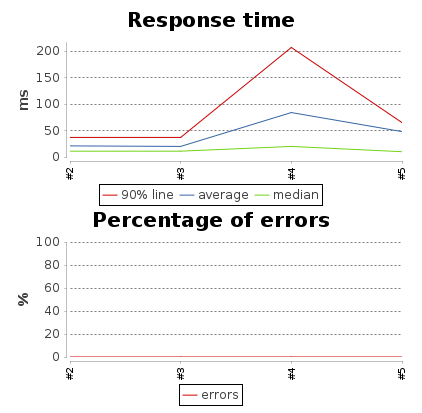 Response time
200
150
100
50
0
ms
#2 #3 #4 #5
90% line average median
Percentage of errors
100
80
60
40
20
0
%
#2 #3 #4 #5
errors